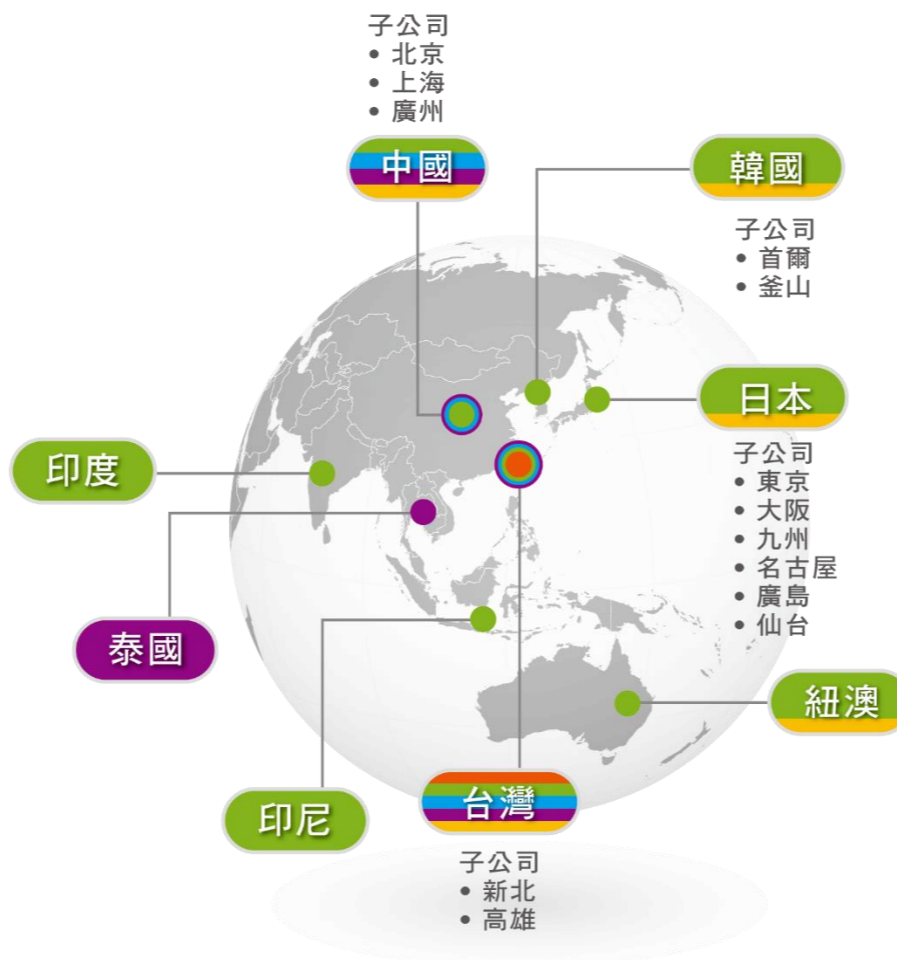 子公司
• 北京
• 上海
• 廣州
中國
韓國
子公司
• 首爾
• 釜山
日本
子公司
• 東京
• 大阪
• 九州
• 名古屋
• 廣島
• 仙台
印度
泰國
紐澳
印尼
台灣
子公司
• 新北
• 高雄